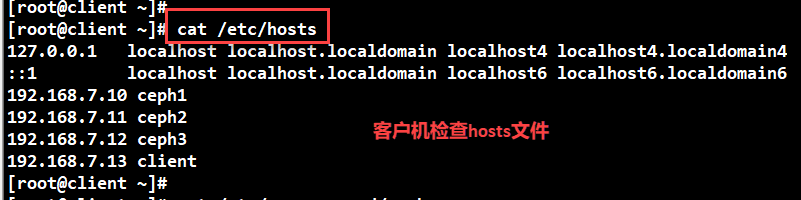 [root@client ~]#
[root@client ~]# cat /etc/hosts
127.0.0.1   localhost localhost.localdomain localhost4 localhost4.localdomain4
::1         localhost localhost.localdomain localhost6 localhost6.localdomain6
192.168.7.10 ceph1
192.168.7.11 ceph2
192.168.7.12 ceph3
客户机检查hosts文件
192.168.7.13 client
[root@client ~]#